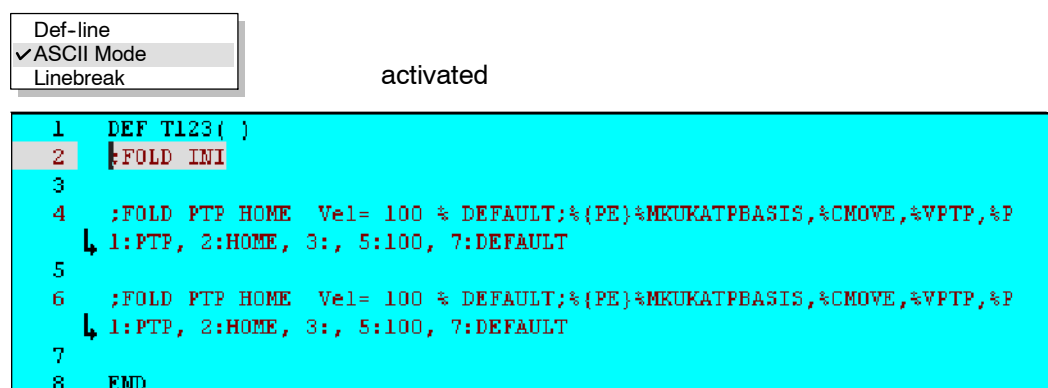 Def-line
✓ASCII Mode
Linebreak
activated
1 DEF T123( )
2 ;FOLD INI
3
4 ;FOLD PTP HOME  Vel= 100 % DEFAULT;%{PE}%MKUKATPBASIS,%CMOVE,%VPTP,%P
1:PTP, 2:HOME, 3:, 5:100, 7:DEFAULT
5
6 ;FOLD PTP HOME  Vel= 100 % DEFAULT;%{PE}%MKUKATPBASIS,%CMOVE,%VPTP,%P
1:PTP, 2:HOME, 3:, 5:100, 7:DEFAULT
7
8 END